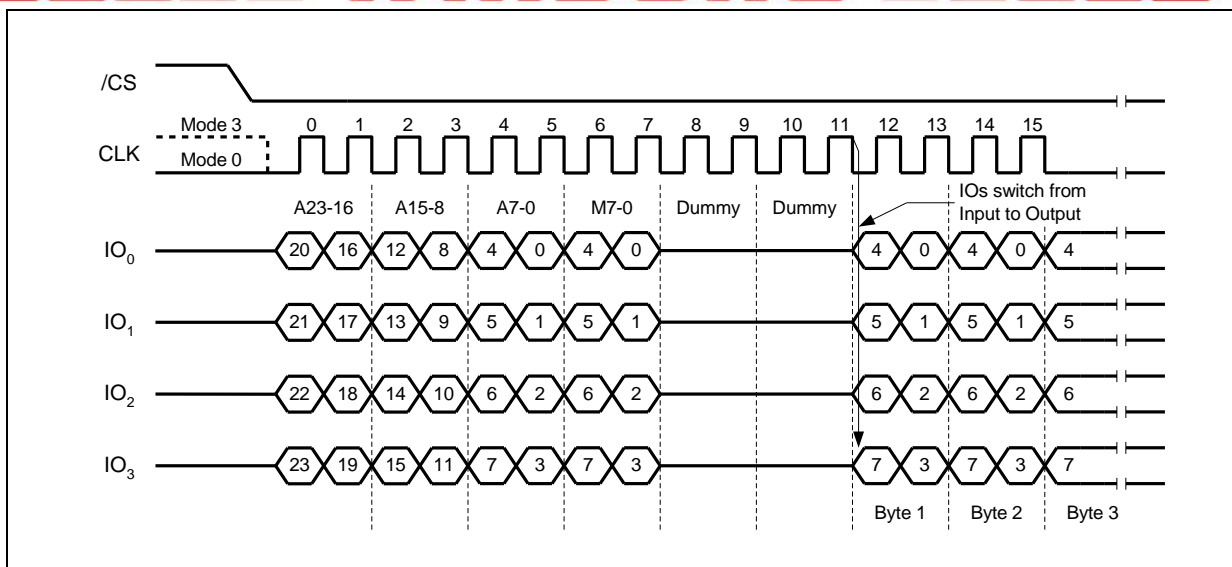 /CS
Mode 3
0 1 2 3 4 5 6 7 8 9 10 11 12 13 14 15
CLK
Mode 0
IOs switch from
Input to Output
A23-16 A15-8 A7-0 M7-0 Dummy Dummy
IO0 20 16 12 8 4 0 4 0 4 0 4 0 4
IO1 21 17 13 9 5 1 5 1 5 1 5 1 5
IO2 22 18 14 10 6 2 6 2 6 2 6 2 6
IO3 23 19 15 11 7 3 7 3 7 3 7 3 7
Byte 1 Byte 2 Byte 3